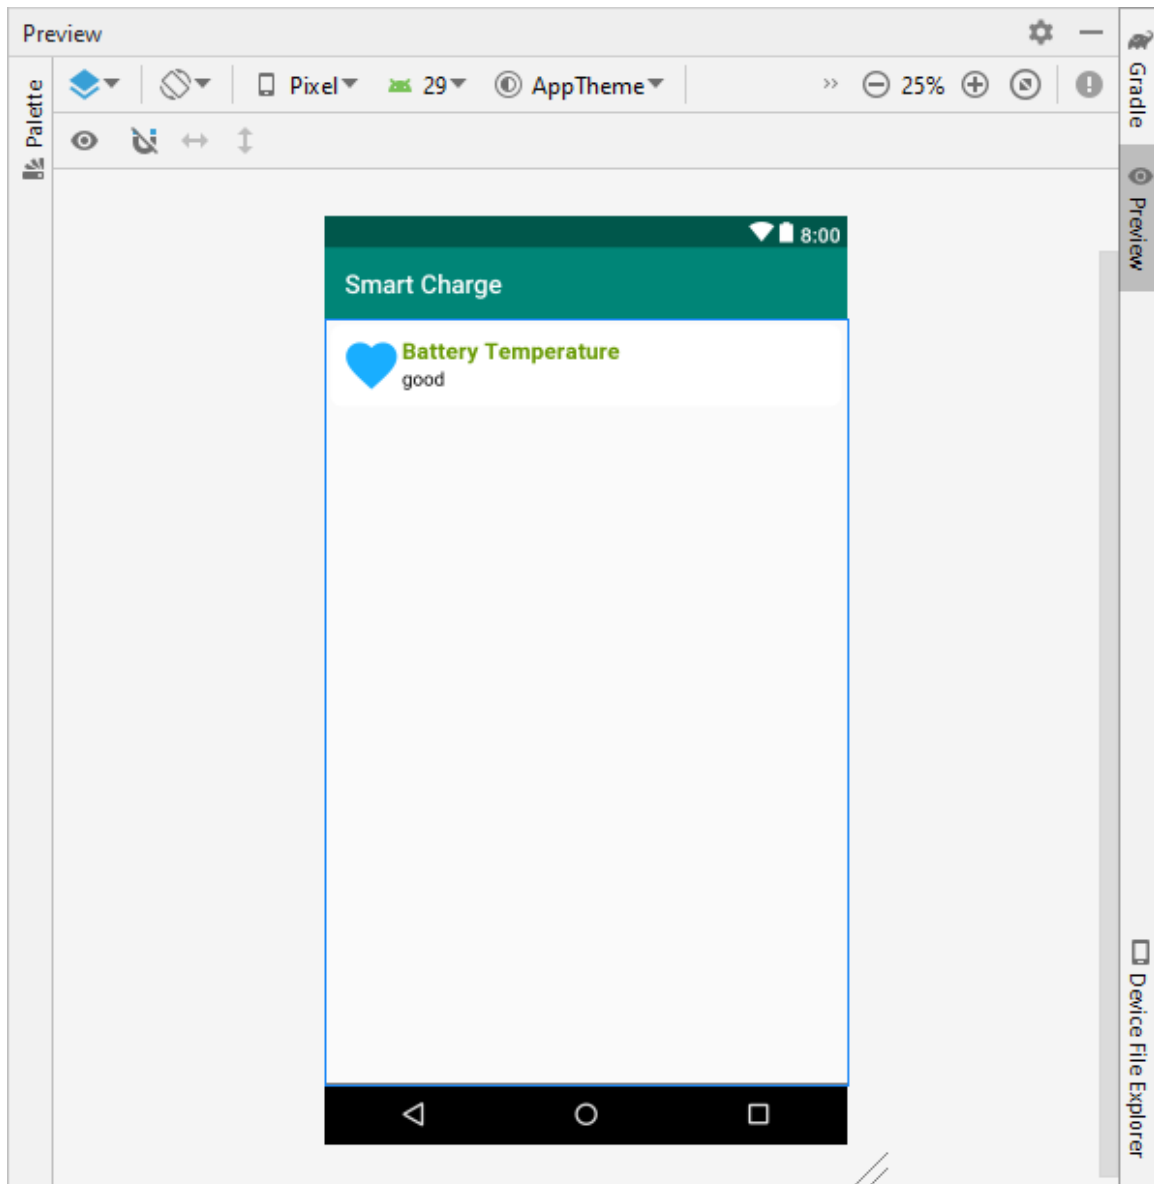 Preview
Palette
Pixel
29
AppTheme
25%
Gradle
Preview
8:00
Smart Charge
Battery Temperature
good
Device File Explorer